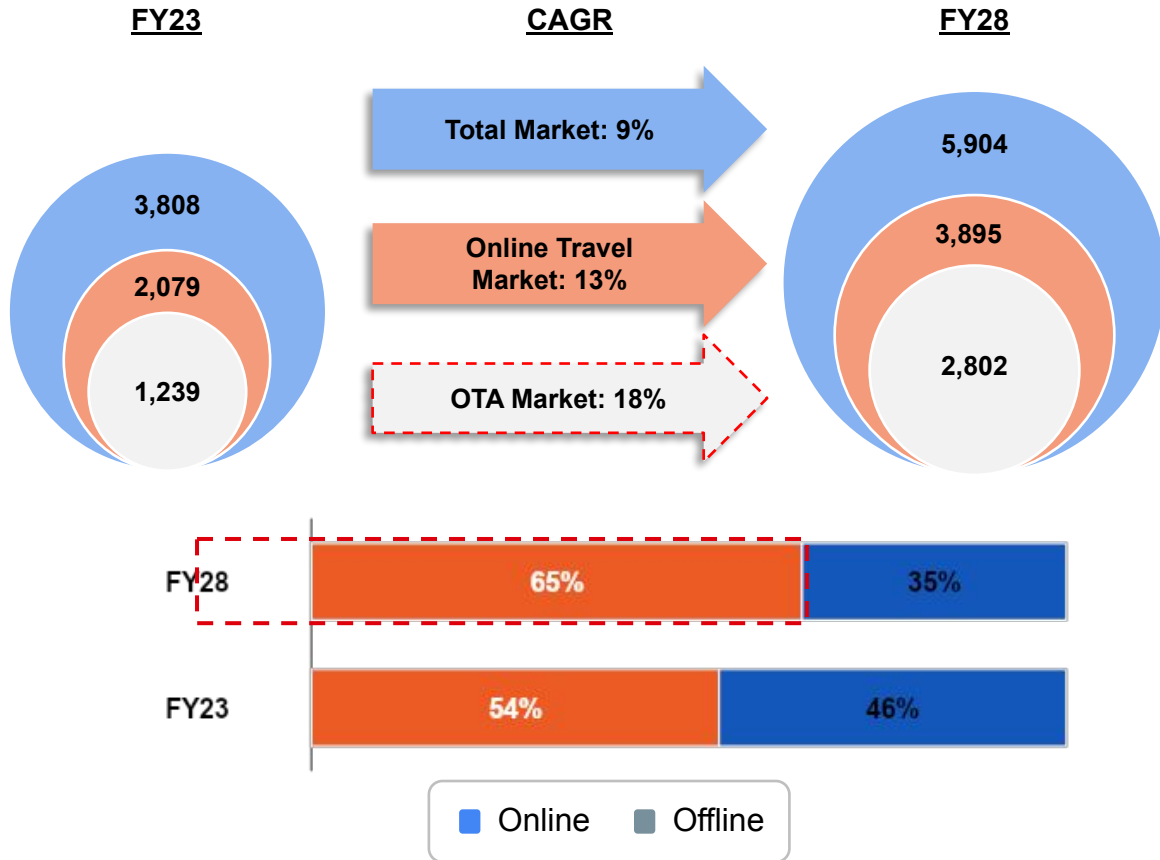 FY23
CAGR
FY28
Total Market: 9%
5,904
3,808
3,895
Online Travel
Market: 13%
2,079
2,802
1,239
OTA Market: 18%
FY28
65%
35%
FY23
54%
46%
Online
Offline